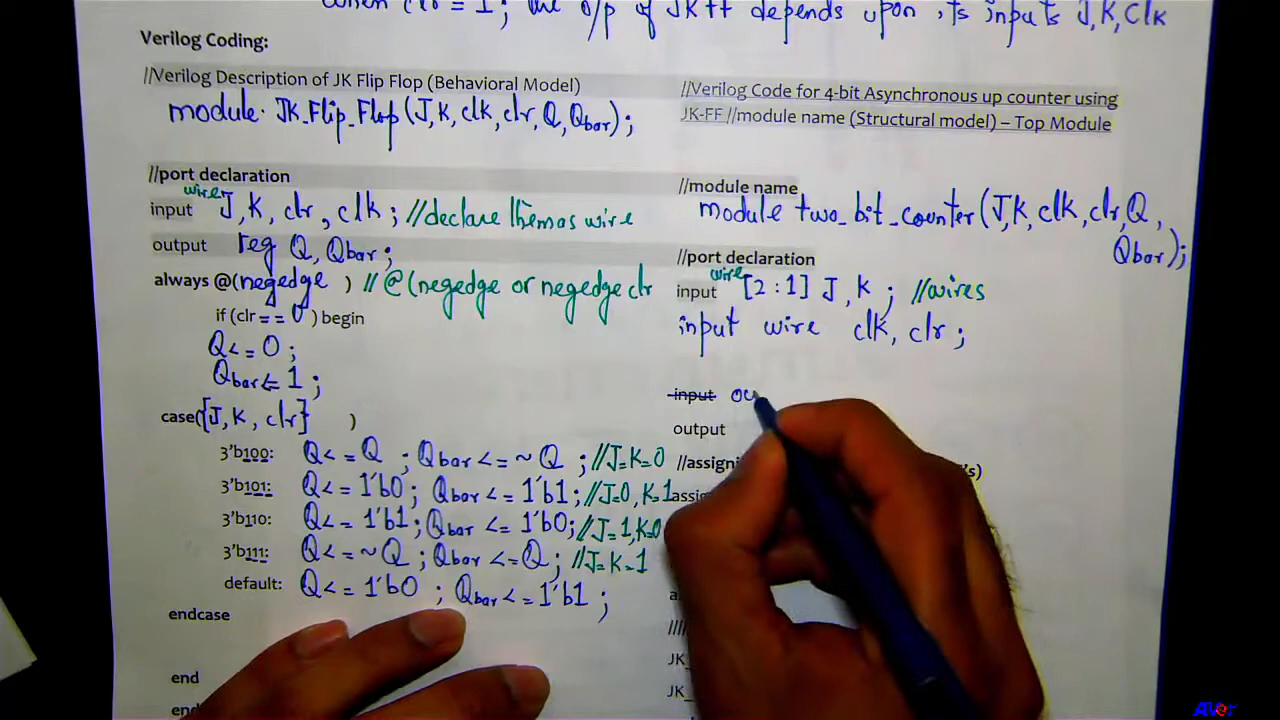 When clr = 1; the o/p of JKff depends upon its inputs J,K,Clk
Verilog Coding:
//Verilog Description of JK Flip Flop (Behavioral Model)
module JK_Flip_Flop(J,K,clk,clr,Q,Qbar);
//port declaration
wire
input J,K, clr, clk; //declare them as wire
output reg Q, Qbar;
always @(negedge ) // @(negedge or negedge clr
if (clr == 0 ) begin
Q<=0;
Qbar<=1;
case({J,K,clr} )
3'b100: Q<=Q ; Qbar<=~Q ; //J=K=0
3'b101: Q<=1'b0; Qbar<=1'b1; //J=0, K=1
3'b110: Q<=1'b1; Qbar<=1'b0; //J=1,K=0
3'b111: Q<=~Q ; Qbar<=Q; //J=K=1
default: Q<=1'b0 ; Qbar<=1'b1 ;
endcase
end
//Verilog Code for 4-bit Asynchronous up counter using
JK-FF //module name (Structural model) – Top Module
//module name
module two_bit_counter(J,K,clk,clr,Q,
Qbar);
//port declaration
wire
input [2:1] J,K ; //wires
input wire clk, clr;
input ou
output
//assign
's)
assi
JK_
JK_
AVer